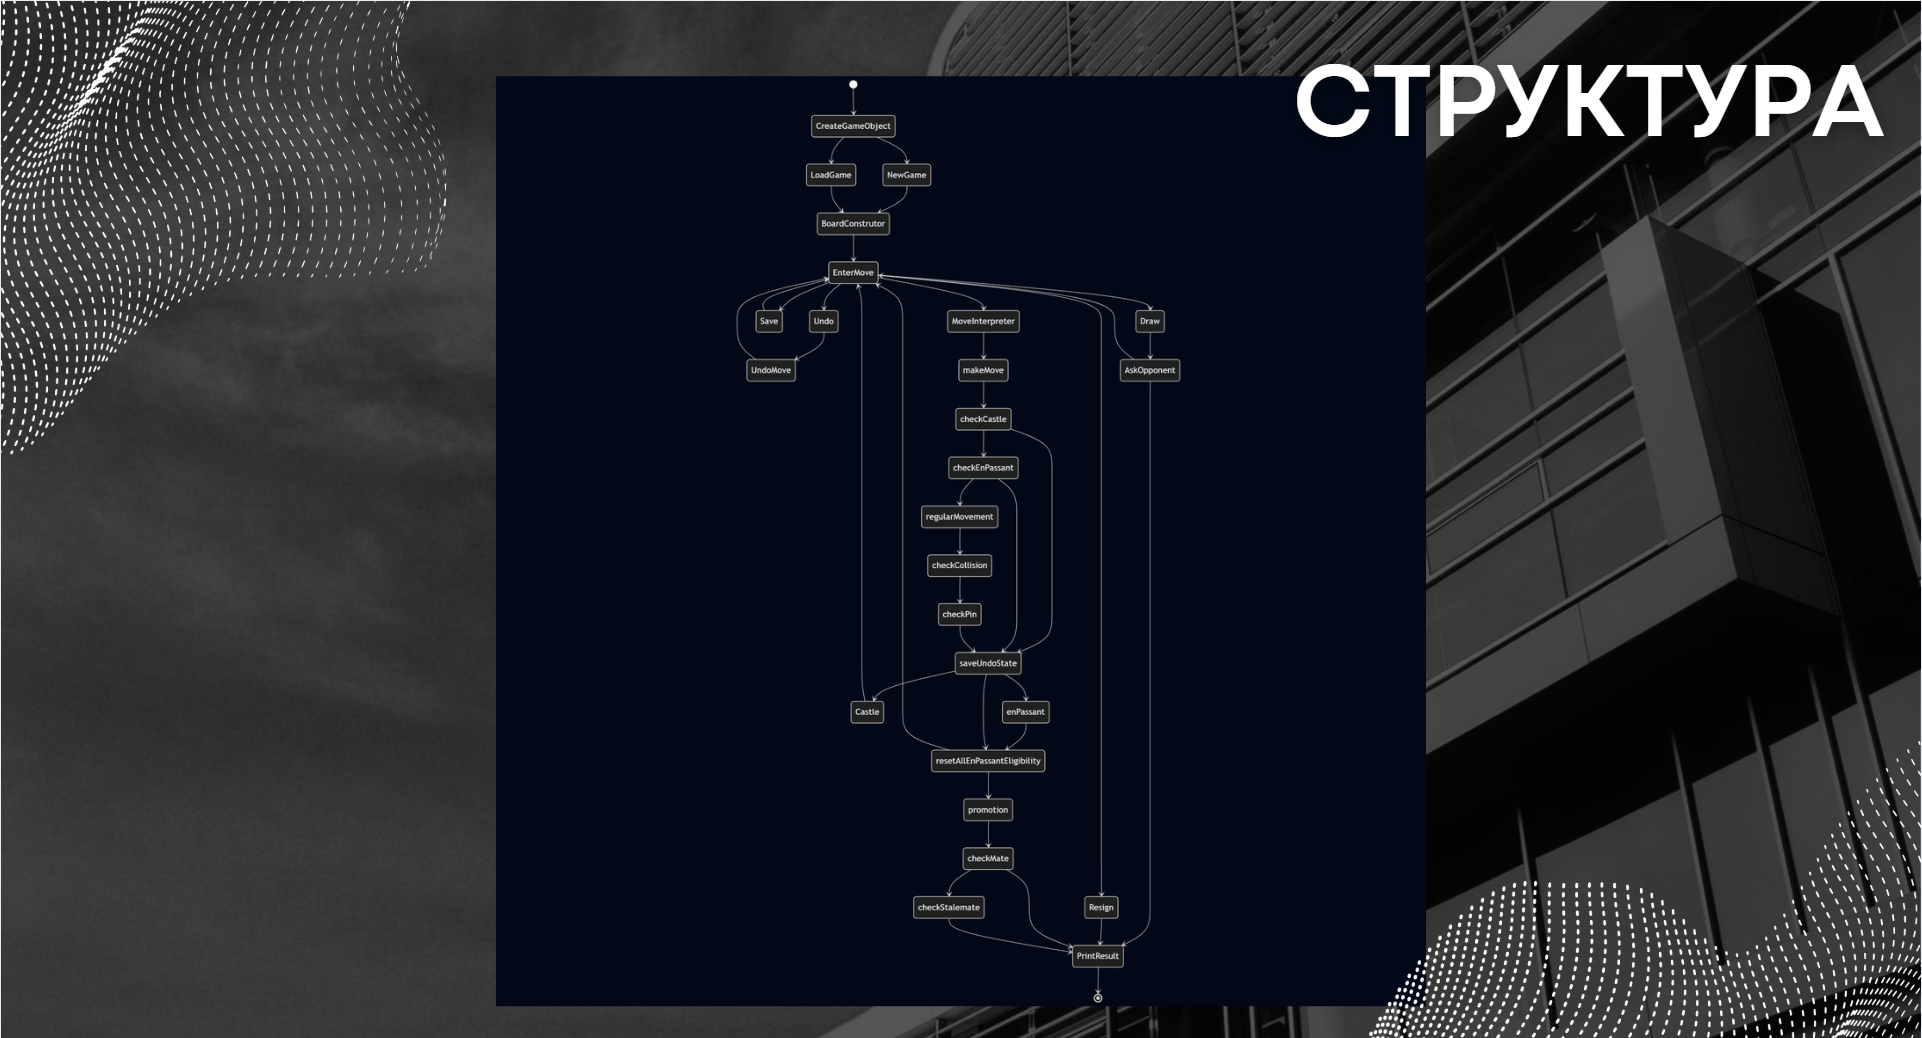 СТРУКТУРА
CreateGameObject
LoadGame
NewGame
BoardConstrutor
EnterMove
Save
Undo
MoveInterpreter
Draw
UndoMove
makeMove
AskOpponent
checkCastle
checkEnPassant
regularMovement
checkCollision
checkPin
saveUndoState
Castle
enPassant
resetAllEnPassantEligibility
promotion
checkMate
checkStalemate
Resign
PrintResult